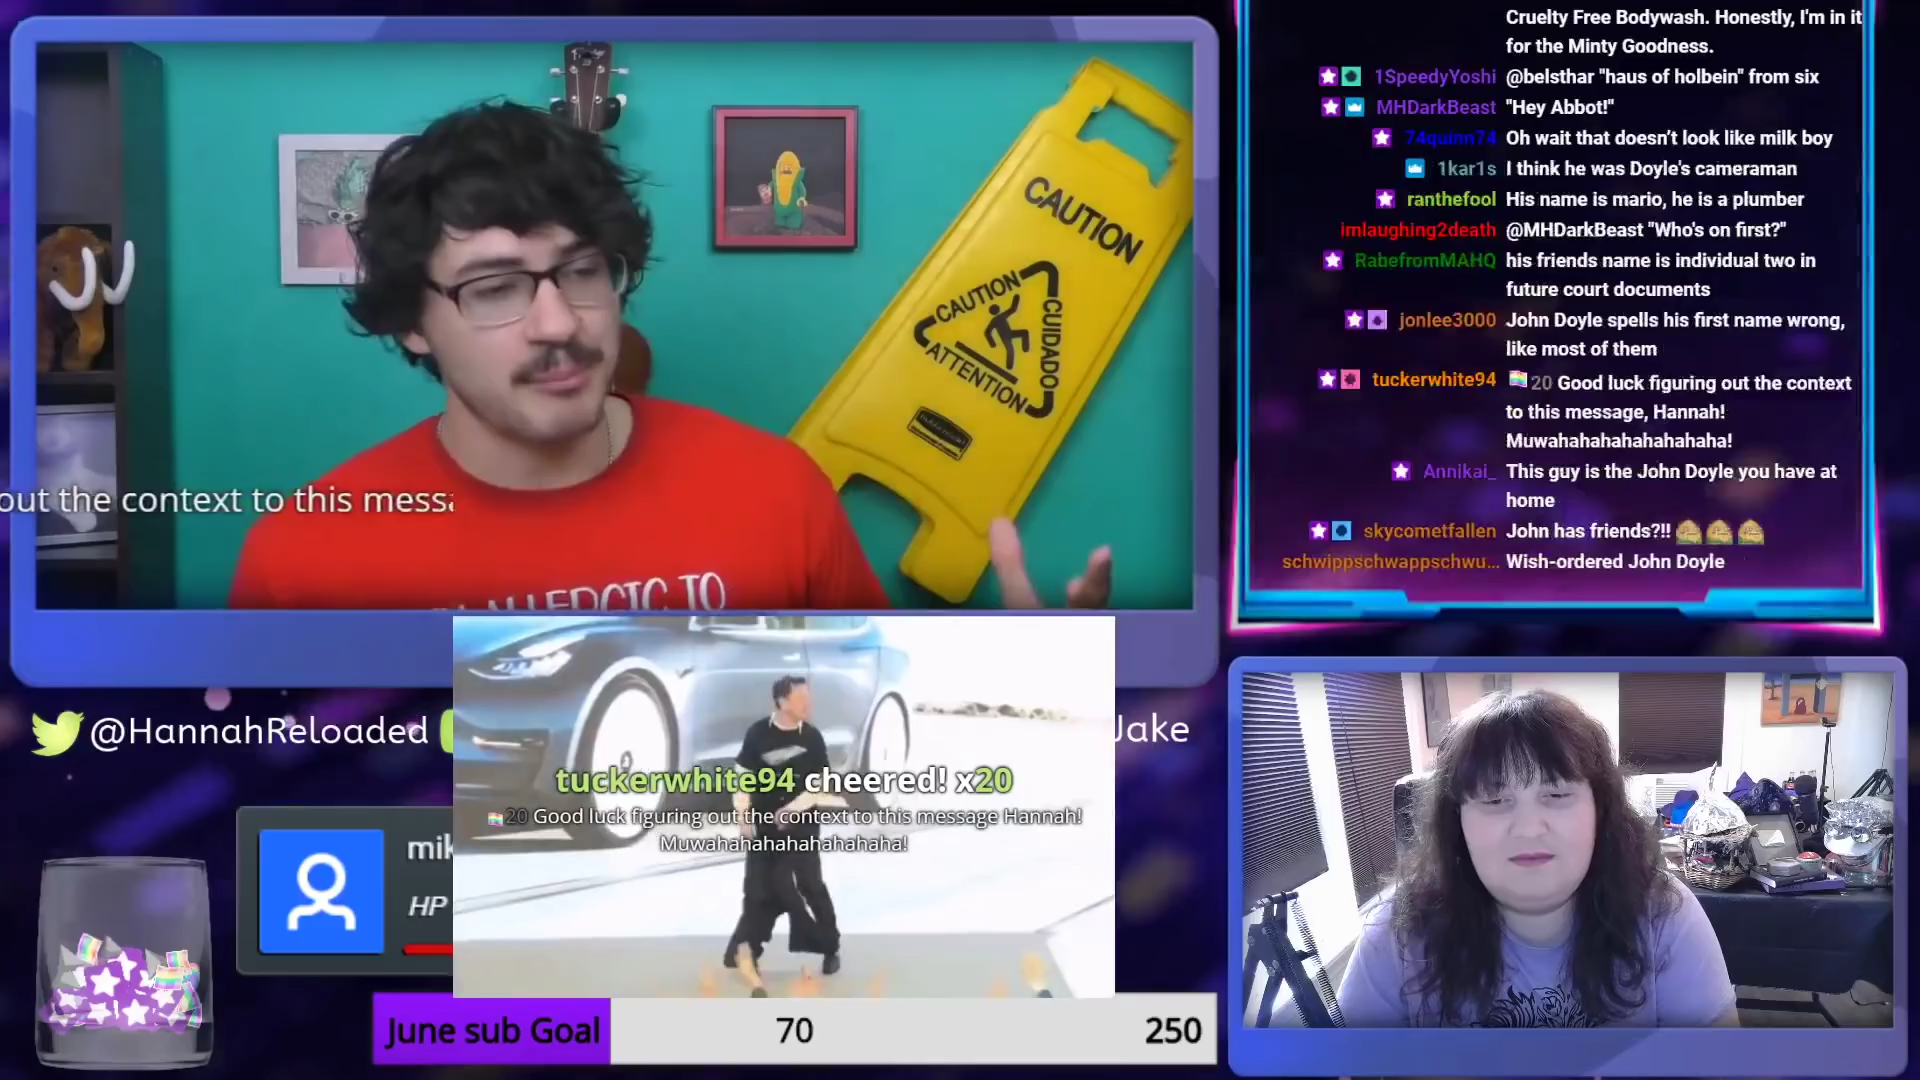 CAUTION
CAUTION
CUIDADO
ATTENTION
out the context to this messa
ALLERGIC TO
Cruelty Free Bodywash. Honestly, I'm in it
for the Minty Goodness.
1SpeedyYoshi @belsthar "haus of holbein" from six
MHDarkBeast "Hey Abbot!"
74quinn74 Oh wait that doesn't look like milk boy
1kar1s I think he was Doyle's cameraman
ranthefool His name is mario, he is a plumber
imlaughing2death @MHDarkBeast "Who's on first?"
RabefromMAHQ his friends name is individual two in
future court documents
jonlee3000 John Doyle spells his first name wrong,
like most of them
tuckerwhite94 20 Good luck figuring out the context
to this message, Hannah!
Muwahahahahahahahaha!
Annikai_ This guy is the John Doyle you have at
home
skycometfallen John has friends?!!
schwippschwappschwu... Wish-ordered John Doyle
@HannahReloaded
Jake
tuckerwhite94 cheered! x20
20 Good luck figuring out the context to this message Hannah!
Muwahahahahahahahaha!
mik
HP
June sub Goal 70 250